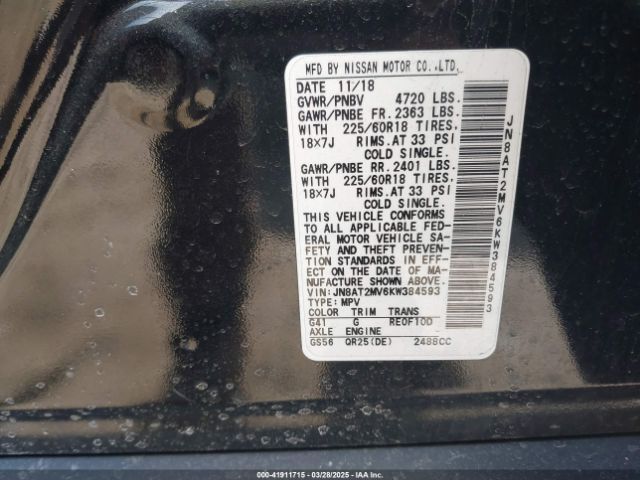 MFD BY NISSAN MOTOR CO.,LTD.
DATE 11/18
GVWR/PNBV 4720 LBS.
GAWR/PNBE FR. 2363 LBS.
WITH 225/60R18 TIRES,
18×7J RIMS.AT 33 PSI
COLD SINGLE.
GAWR/PNBE RR. 2401 LBS.
WITH 225/60R18 TIRES,
18×7J RIMS.AT 33 PSI
COLD SINGLE.
THIS VEHICLE CONFORMS
TO ALL APPLICABLE FED-
ERAL MOTOR VEHICLE SA-
FETY AND THEFT PREVENTION
STANDARDS IN EFF-
ECT ON THE DATE OF MA-
NUFACTURE SHOWN ABOVE.
VIN: JN8AT2MV6KW384593
TYPE: MPV
COLOR TRIM TRANS
G41 G RE0F10D
AXLE ENGINE
GS56 QR25(DE) 2488CC
JN8AT2MV6KW384593
000-41911715 - 03/28/2025 - IAA Inc.